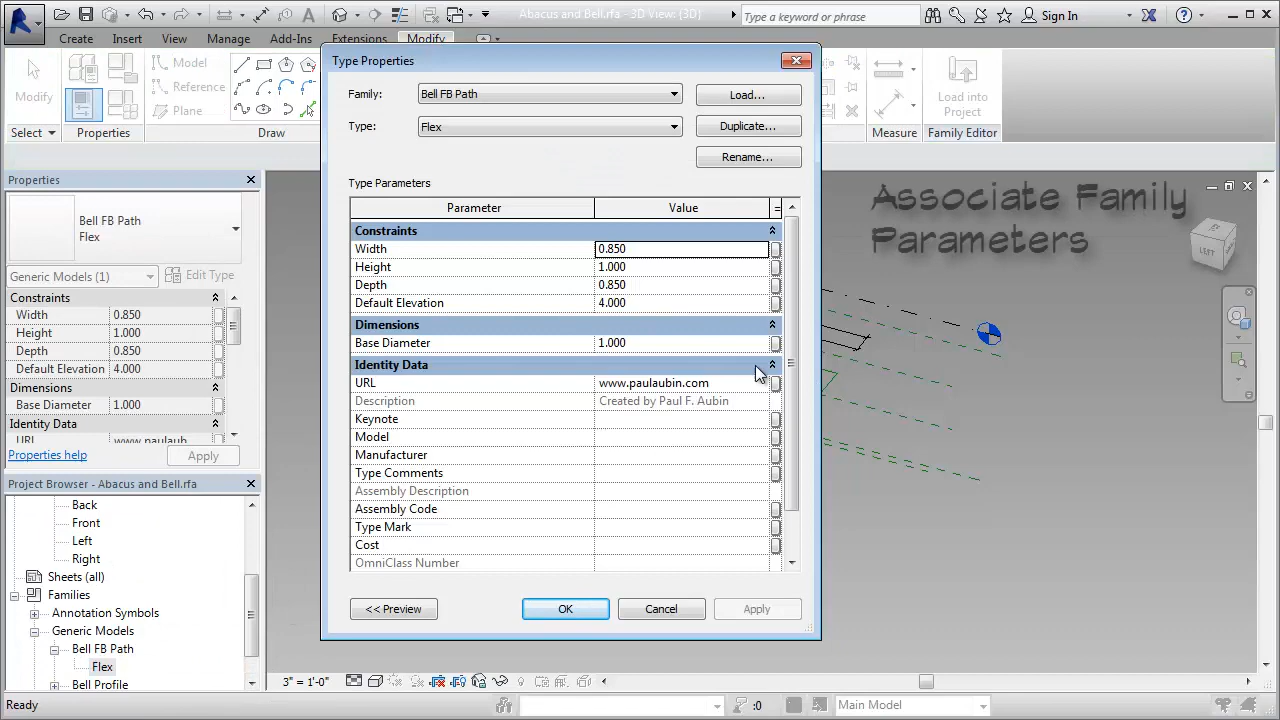 Abacus and Bell.rfa - 3D View: {3D}
Type a keyword or phrase
Sign In
Create Insert View Manage Add-Ins Extensions Modify
Modify
Model
Reference
Plane
Load into
Project
Select Properties Draw Measure Family Editor
Properties
Bell FB Path
Flex
Generic Models (1) Edit Type
Constraints
Width 0.850
Height 1.000
Depth 0.850
Default Elevation 4.000
Dimensions
Base Diameter 1.000
Identity Data
URL www.paulaub
Properties help Apply
Project Browser - Abacus and Bell.rfa
Back
Front
Left
Right
Sheets (all)
Families
Annotation Symbols
Generic Models
Bell FB Path
Flex
Bell Profile
Type Properties
Family: Bell FB Path Load...
Type: Flex Duplicate...
Rename...
Type Parameters
Parameter Value =
Constraints
Width 0.850
Height 1.000
Depth 0.850
Default Elevation 4.000
Dimensions
Base Diameter 1.000
Identity Data
URL www.paulaubin.com
Description Created by Paul F. Aubin
Keynote
Model
Manufacturer
Type Comments
Assembly Description
Assembly Code
Type Mark
Cost
OmniClass Number
<< Preview OK Cancel Apply
Associate Family
Parameters
LEFT
3" = 1'-0"
Ready :0 Main Model